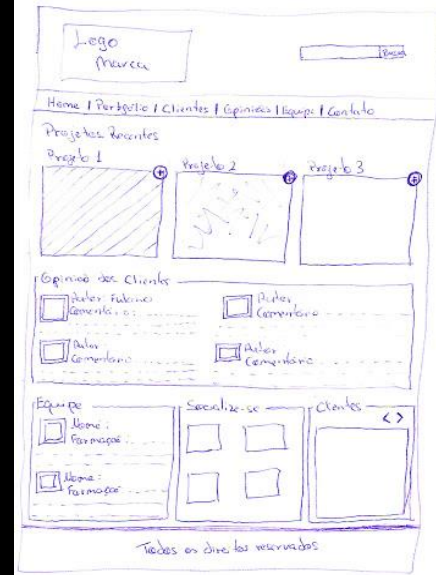 Logo
Marca
Busca
Home | Portfolio | Clientes | Opiniões | Equipe | Contato
Projetos Recentes
Projeto 1
Projeto 2
Projeto 3
Opinião dos Clientes
Autor Fulano
Comentário:
Autor
Comentário
Autor
Comentário
Autor
Comentário
Equipe
Socialize-se
Clientes
< >
Nome:
Formação:
Nome:
Formação
Todos os direitos reservados